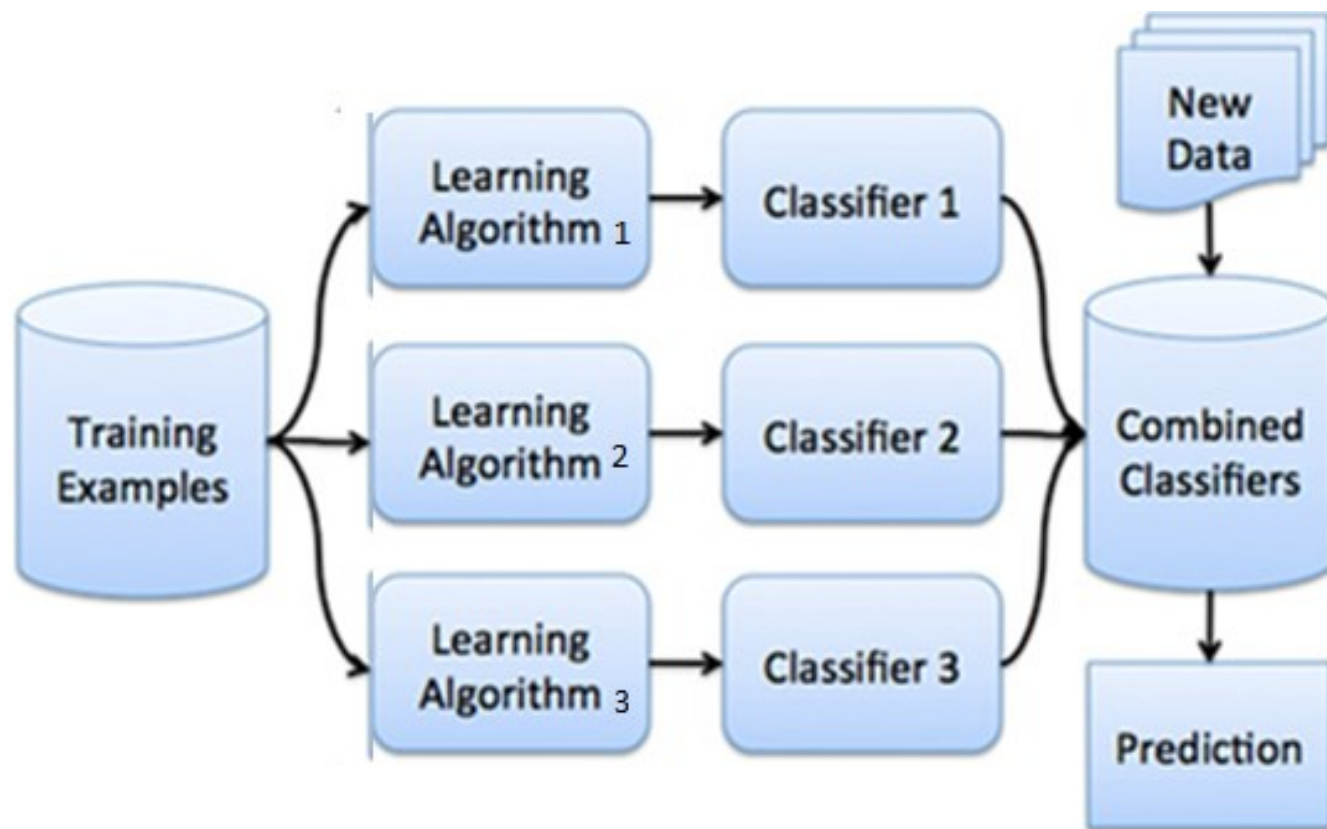 New
Data
Learning
Algorithm 1
Classifier 1
Training
Examples
Learning
Algorithm 2
Classifier 2
Combined
Classifiers
Learning
Algorithm 3
Classifier 3
Prediction